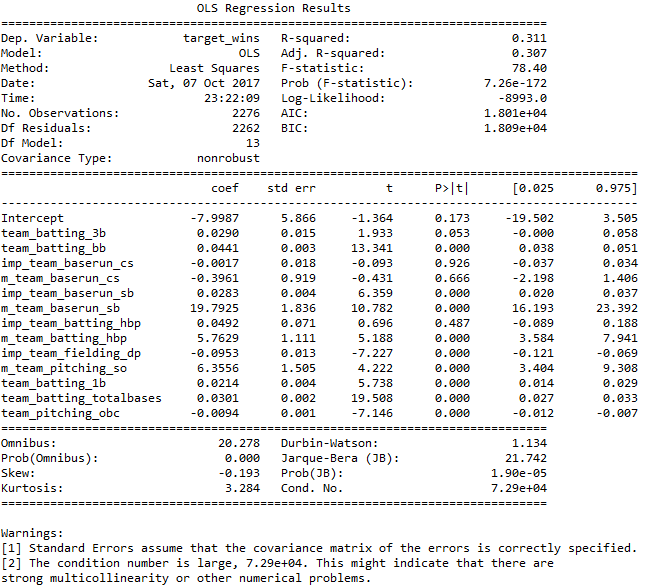 OLS Regression Results
==============================================================================
Dep. Variable:            target_wins   R-squared:                       0.311
Model:                            OLS   Adj. R-squared:                  0.307
Method:                 Least Squares   F-statistic:                     78.40
Date:                Sat, 07 Oct 2017   Prob (F-statistic):          7.26e-172
Time:                        23:22:09   Log-Likelihood:                -8993.0
No. Observations:                2276   AIC:                         1.801e+04
Df Residuals:                    2262   BIC:                         1.809e+04
Df Model:                          13
Covariance Type:            nonrobust
==========================================================================================
                             coef    std err          t      P>|t|      [0.025      0.975]
------------------------------------------------------------------------------------------
Intercept                 -7.9987      5.866     -1.364      0.173     -19.502       3.505
team_batting_3b            0.0290      0.015      1.933      0.053      -0.000       0.058
team_batting_bb            0.0441      0.003     13.341      0.000       0.038       0.051
imp_team_baserun_cs       -0.0017      0.018     -0.093      0.926      -0.037       0.034
m_team_baserun_cs         -0.3961      0.919     -0.431      0.666      -2.198       1.406
imp_team_baserun_sb        0.0283      0.004      6.359      0.000       0.020       0.037
m_team_baserun_sb         19.7925      1.836     10.782      0.000      16.193      23.392
imp_team_batting_hbp       0.0492      0.071      0.696      0.487      -0.089       0.188
m_team_batting_hbp         5.7629      1.111      5.188      0.000       3.584       7.941
imp_team_fielding_dp      -0.0953      0.013     -7.227      0.000      -0.121      -0.069
m_team_pitching_so         6.3556      1.505      4.222      0.000       3.404       9.308
team_batting_1b            0.0214      0.004      5.738      0.000       0.014       0.029
team_batting_totalbases    0.0301      0.002     19.508      0.000       0.027       0.033
team_pitching_obc         -0.0094      0.001     -7.146      0.000      -0.012      -0.007
==============================================================================
Omnibus:                       20.278   Durbin-Watson:                   1.134
Prob(Omnibus):                  0.000   Jarque-Bera (JB):               21.742
Skew:                          -0.193   Prob(JB):                     1.90e-05
Kurtosis:                       3.284   Cond. No.                     7.29e+04
==============================================================================
Warnings:
[1] Standard Errors assume that the covariance matrix of the errors is correctly specified.
[2] The condition number is large, 7.29e+04. This might indicate that there are
strong multicollinearity or other numerical problems.